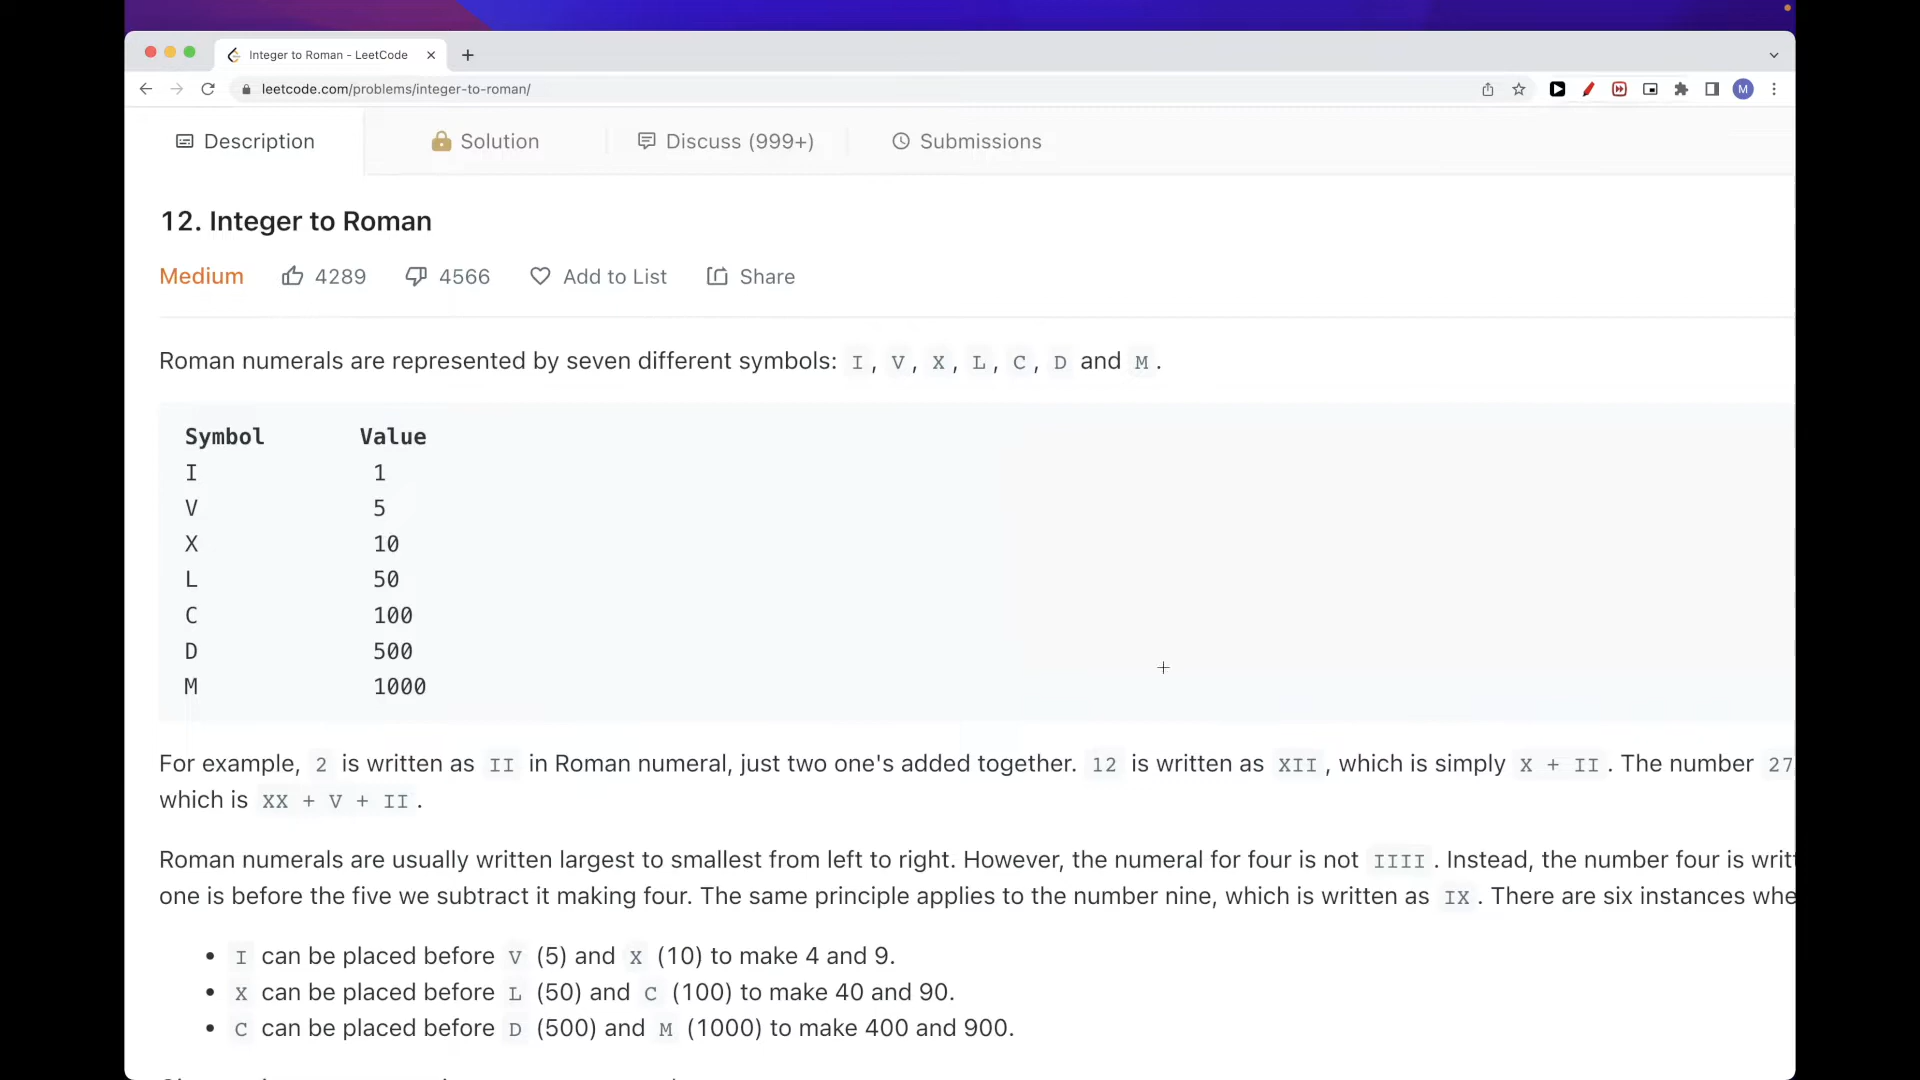 Integer to Roman - LeetCode
leetcode.com/problems/integer-to-roman/
M
Description Solution Discuss (999+) Submissions
12. Integer to Roman
Medium 4289 4566 Add to List Share
Roman numerals are represented by seven different symbols: I, V, X, L, C, D and M.
Symbol Value
I 1
V 5
X 10
L 50
C 100
D 500
M 1000
For example, 2 is written as II in Roman numeral, just two one's added together. 12 is written as XII, which is simply X + II. The number 27
which is XX + V + II.
Roman numerals are usually written largest to smallest from left to right. However, the numeral for four is not IIII. Instead, the number four is writ
one is before the five we subtract it making four. The same principle applies to the number nine, which is written as IX. There are six instances whe
• I can be placed before V (5) and X (10) to make 4 and 9.
• X can be placed before L (50) and C (100) to make 40 and 90.
• C can be placed before D (500) and M (1000) to make 400 and 900.